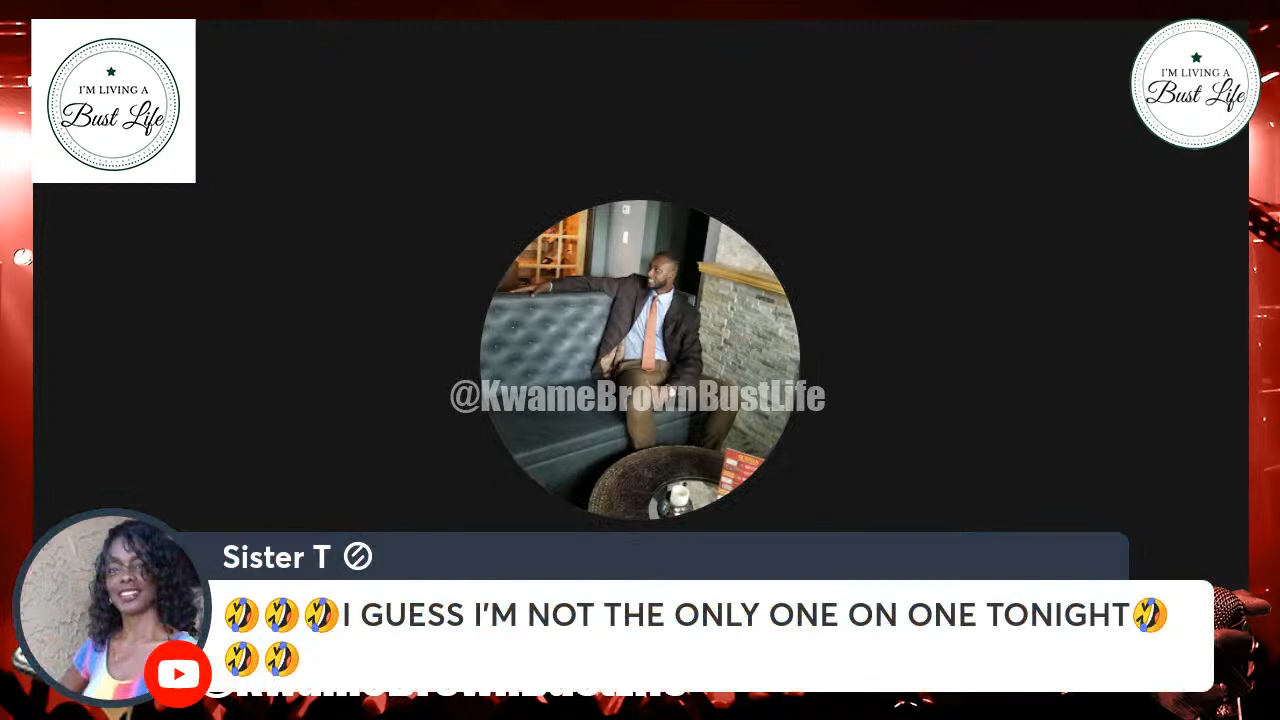 I'M LIVING A
Bust Life
I'M LIVING A
Bust Life
@KwameBrownBustLife
Sister T
🤣🤣🤣I GUESS I'M NOT THE ONLY ONE ON ONE TONIGHT🤣
🤣🤣